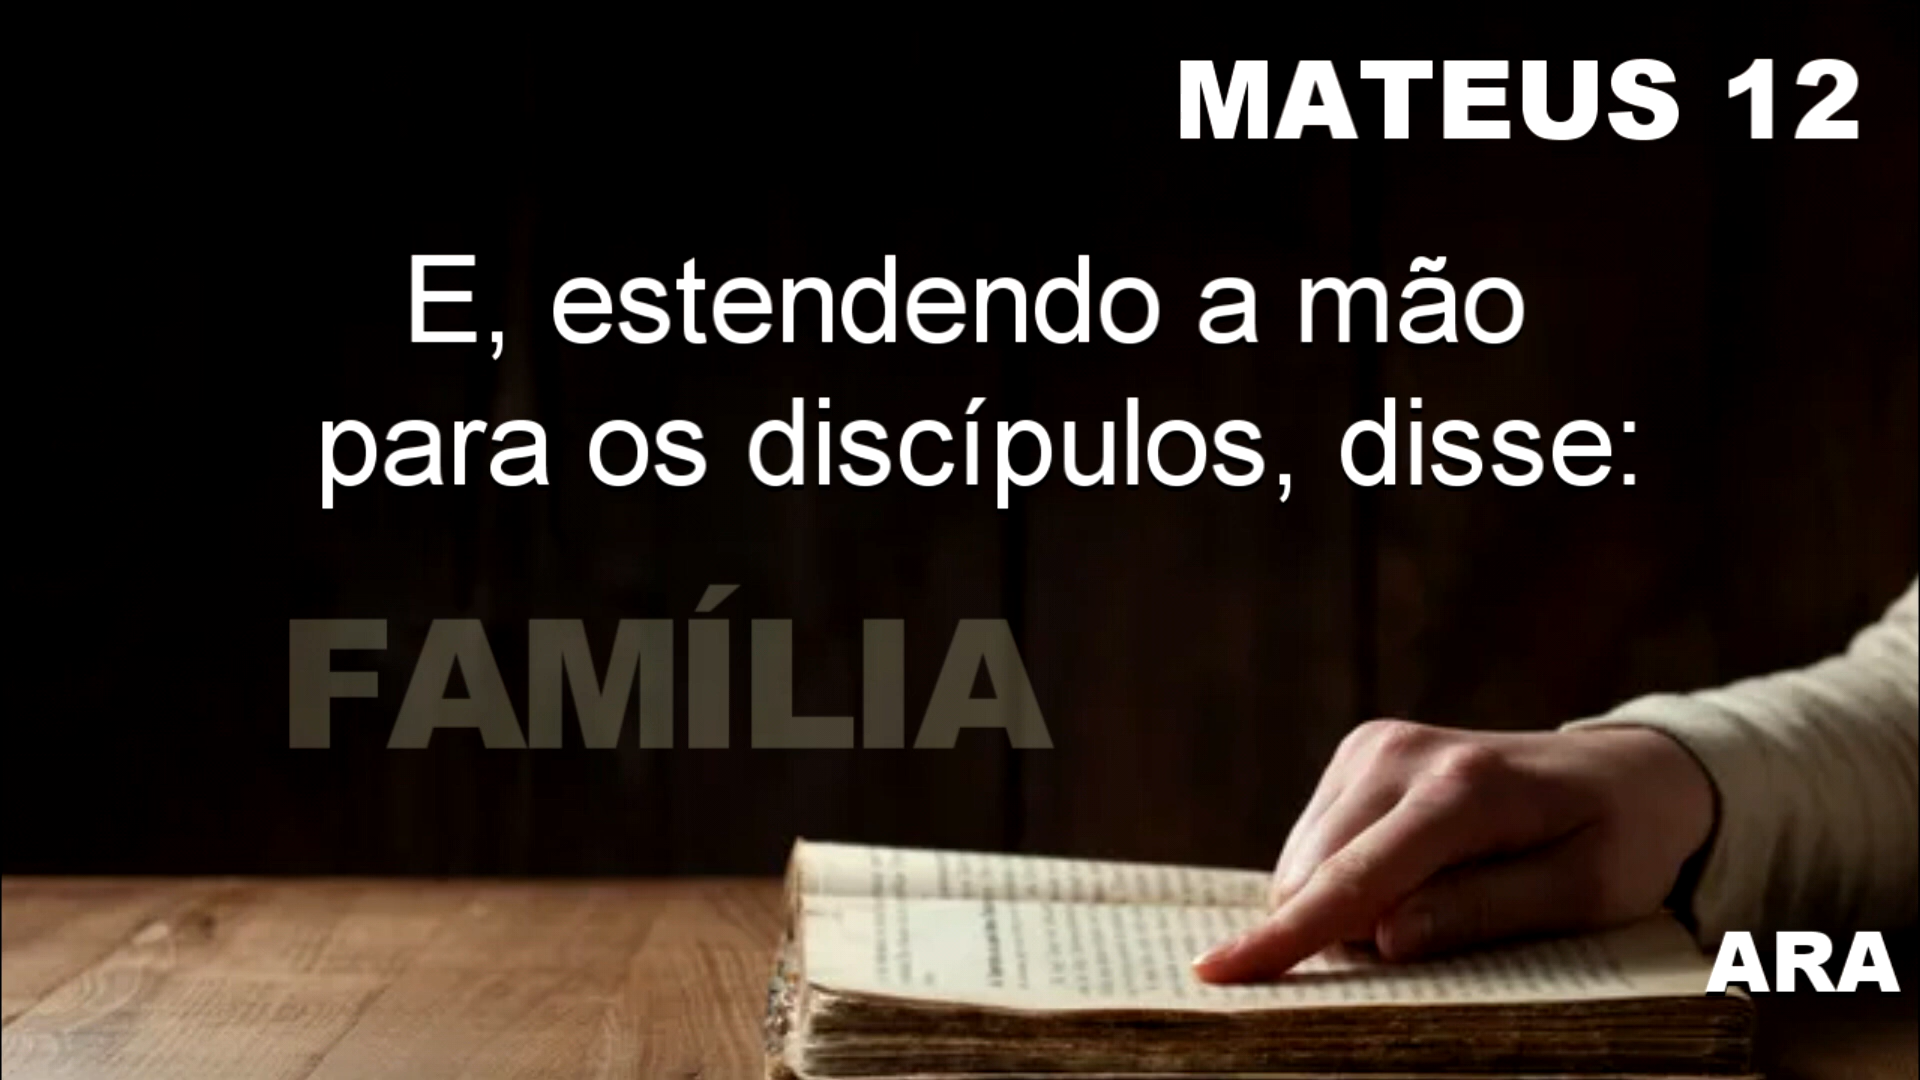 MATEUS 12
E, estendendo a mão
para os discípulos, disse:
FAMÍLIA
ARA